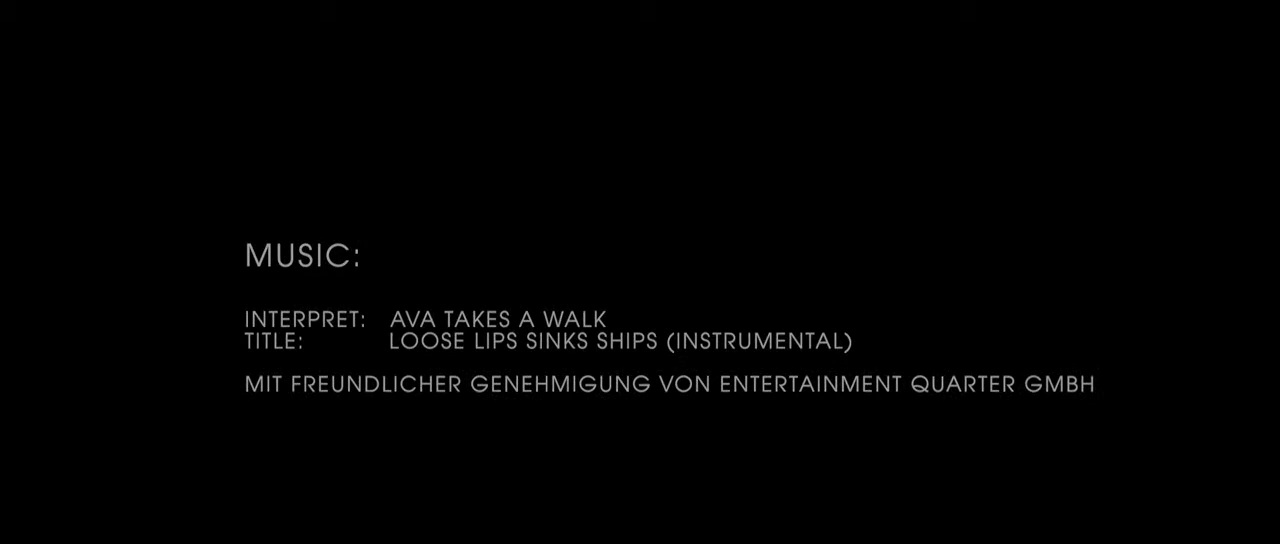 MUSIC:
INTERPRET: AVA TAKES A WALK
TITLE: LOOSE LIPS SINKS SHIPS (INSTRUMENTAL)
MIT FREUNDLICHER GENEHMIGUNG VON ENTERTAINMENT QUARTER GMBH